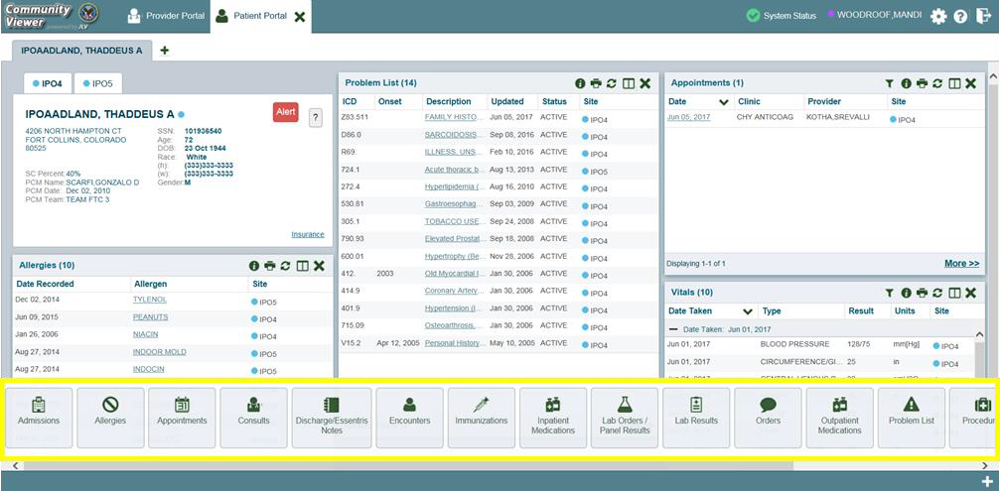 Community
Viewer powered by JLV
Provider Portal
Patient Portal
System Status
WOODROOF,MANDI
IPOAADLAND, THADDEUS A
IPO4
IPO5
IPOAADLAND, THADDEUS A
Alert
?
4206 NORTH HAMPTON CT
FORT COLLINS, COLORADO
80525
SSN: 101936540
Age: 72
DOB: 23 Oct 1944
Race: White
(h): (333)333-3333
(w): (333)333-3333
Gender: M
SC Percent: 40%
PCM Name: SCARFI,GONZALO D
PCM Date: Dec 02, 2010
PCM Team: TEAM FTC 3
Insurance
Allergies (10)
Date Recorded Allergen Site
Dec 02, 2014 TYLENOL IPO5
Jun 09, 2015 PEANUTS IPO4
Jan 26, 2006 NIACIN IPO4
Aug 27, 2014 INDOOR MOLD IPO5
Aug 27, 2014 INDOCIN IPO5
Problem List (14)
ICD Onset Description Updated Status Site
Z83.511 FAMILY HISTO... Jun 05, 2017 ACTIVE IPO4
D86.0 SARCOIDOSIS... Sep 08, 2016 ACTIVE IPO4
R69. ILLNESS, UNS... Feb 10, 2016 ACTIVE IPO4
724.1 Acute thoracic b... Aug 13, 2013 ACTIVE IPO5
272.4 Hyperlipidemia (... Aug 16, 2010 ACTIVE IPO4
530.81 Gastroesophag... Sep 03, 2009 ACTIVE IPO4
305.1 TOBACCO USE... Sep 24, 2008 ACTIVE IPO4
790.93 Elevated Prostat... Sep 18, 2008 ACTIVE IPO4
600.01 Hypertrophy (Be... Nov 28, 2006 ACTIVE IPO4
412. 2003 Old Myocardial I... Jan 30, 2006 ACTIVE IPO4
414.9 Coronary Artery... Jan 30, 2006 ACTIVE IPO4
401.9 Hypertension (I... Jan 30, 2006 ACTIVE IPO4
715.09 Osteoarthrosis,... Jan 30, 2006 ACTIVE IPO4
V15.2 Apr 12, 2005 Personal History... May 10, 2005 ACTIVE IPO4
Appointments (1)
Date Clinic Provider Site
Jun 05, 2017 CHY ANTICOAG KOTHA,SREVALLI IPO4
Displaying 1-1 of 1
More >>
Vitals (10)
Date Taken Type Result Units Site
Date Taken: Jun 01, 2017
Jun 01, 2017 BLOOD PRESSURE 128/75 mm[Hg] IPO4
Jun 01, 2017 CIRCUMFERENCE/GI... 25 in IPO4
Admissions
Allergies
Appointments
Consults
Discharge/Essentris
Notes
Encounters
Immunizations
Inpatient
Medications
Lab Orders /
Panel Results
Lab Results
Orders
Outpatient
Medications
Problem List
Procedur